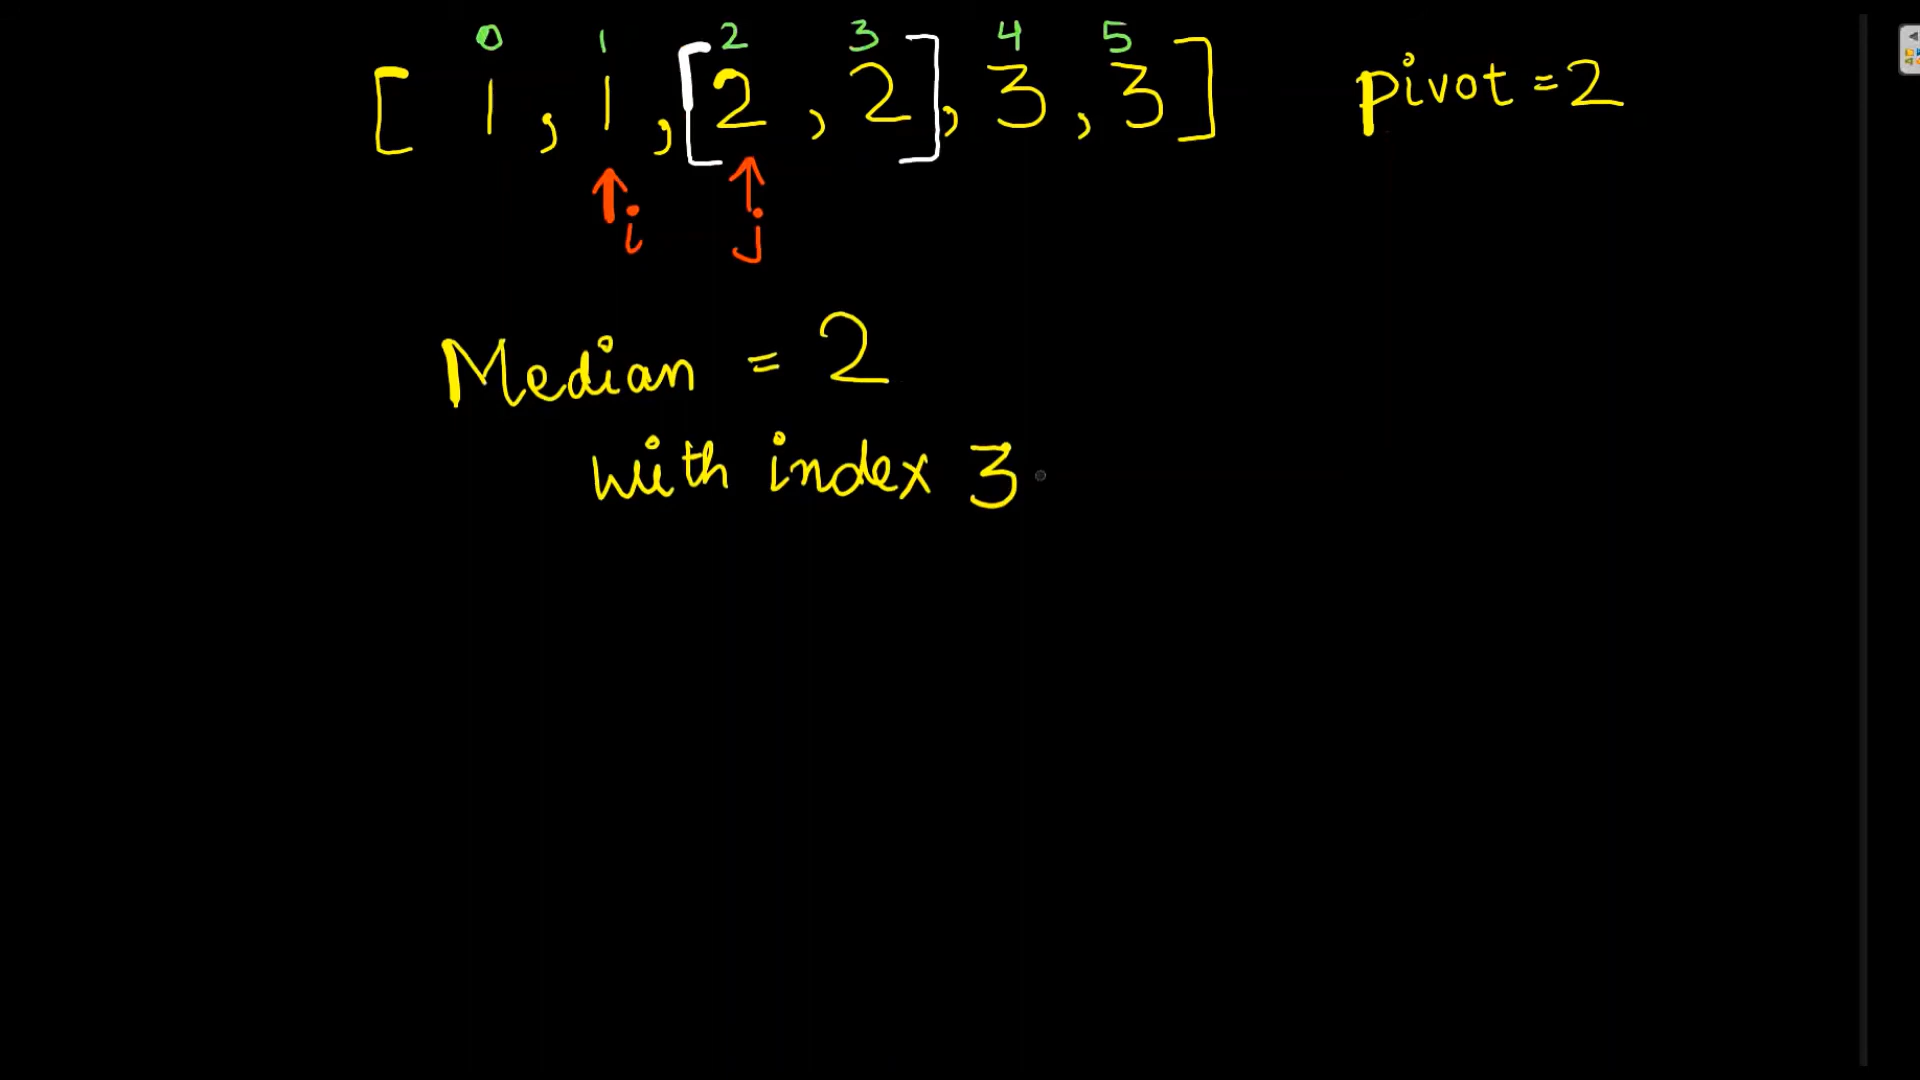 0 1 2 3 4 5
[ 1 , 1 , [ 2 , 2 ] , 3 , 3 ] pivot = 2
i j
Median = 2
with index 3